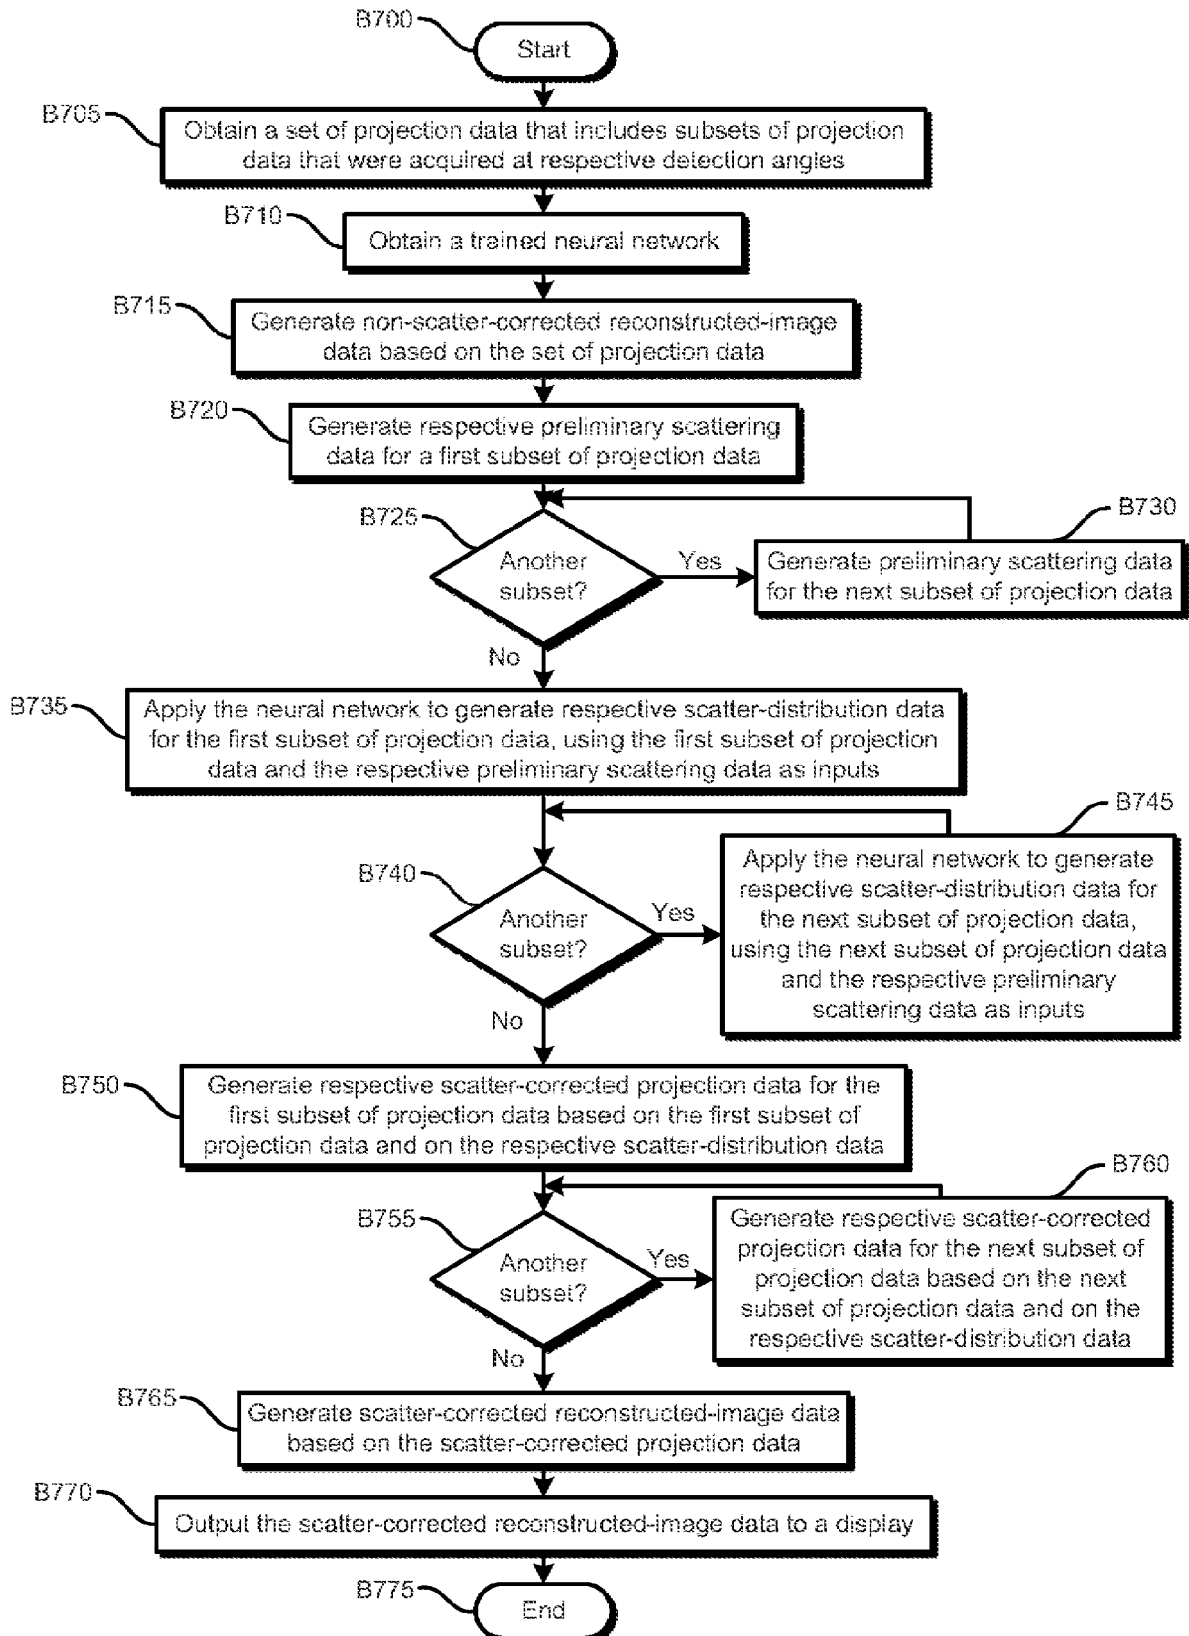 B700
Start
B705
Obtain a set of projection data that includes subsets of projection
data that were acquired at respective detection angles
B710
Obtain a trained neural network
B715
Generate non-scatter-corrected reconstructed-image
data based on the set of projection data
B720
Generate respective preliminary scattering
data for a first subset of projection data
B725
Another
subset?
Yes
B730
Generate preliminary scattering data
for the next subset of projection data
No
B735
Apply the neural network to generate respective scatter-distribution data
for the first subset of projection data, using the first subset of projection
data and the respective preliminary scattering data as inputs
B740
Another
subset?
Yes
B745
Apply the neural network to generate
respective scatter-distribution data for
the next subset of projection data,
using the next subset of projection data
and the respective preliminary
scattering data as inputs
No
B750
Generate respective scatter-corrected projection data for the
first subset of projection data based on the first subset of
projection data and on the respective scatter-distribution data
B755
Another
subset?
Yes
B760
Generate respective scatter-corrected
projection data for the next subset of
projection data based on the next
subset of projection data and on the
respective scatter-distribution data
No
B765
Generate scatter-corrected reconstructed-image data
based on the scatter-corrected projection data
B770
Output the scatter-corrected reconstructed-image data to a display
B775
End